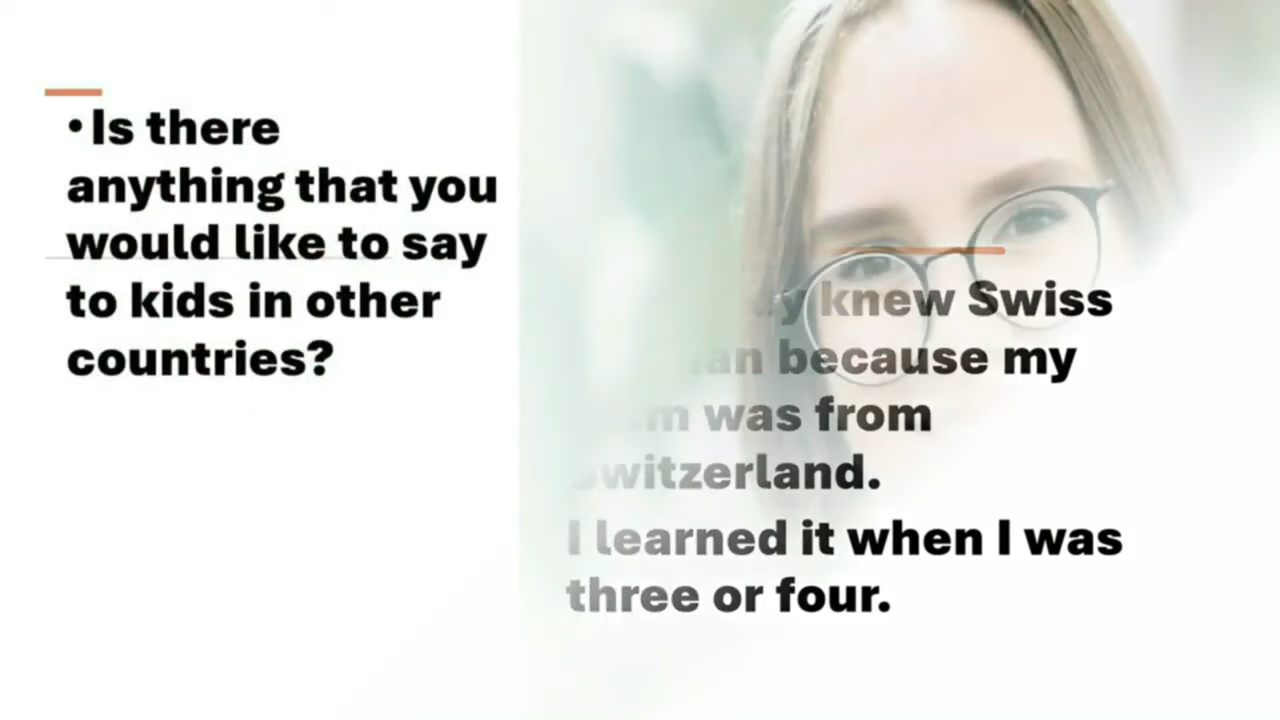 • Is there
anything that you
would like to say
to kids in other
countries?
knew Swiss
because my
was from
Switzerland.
I learned it when I was
three or four.